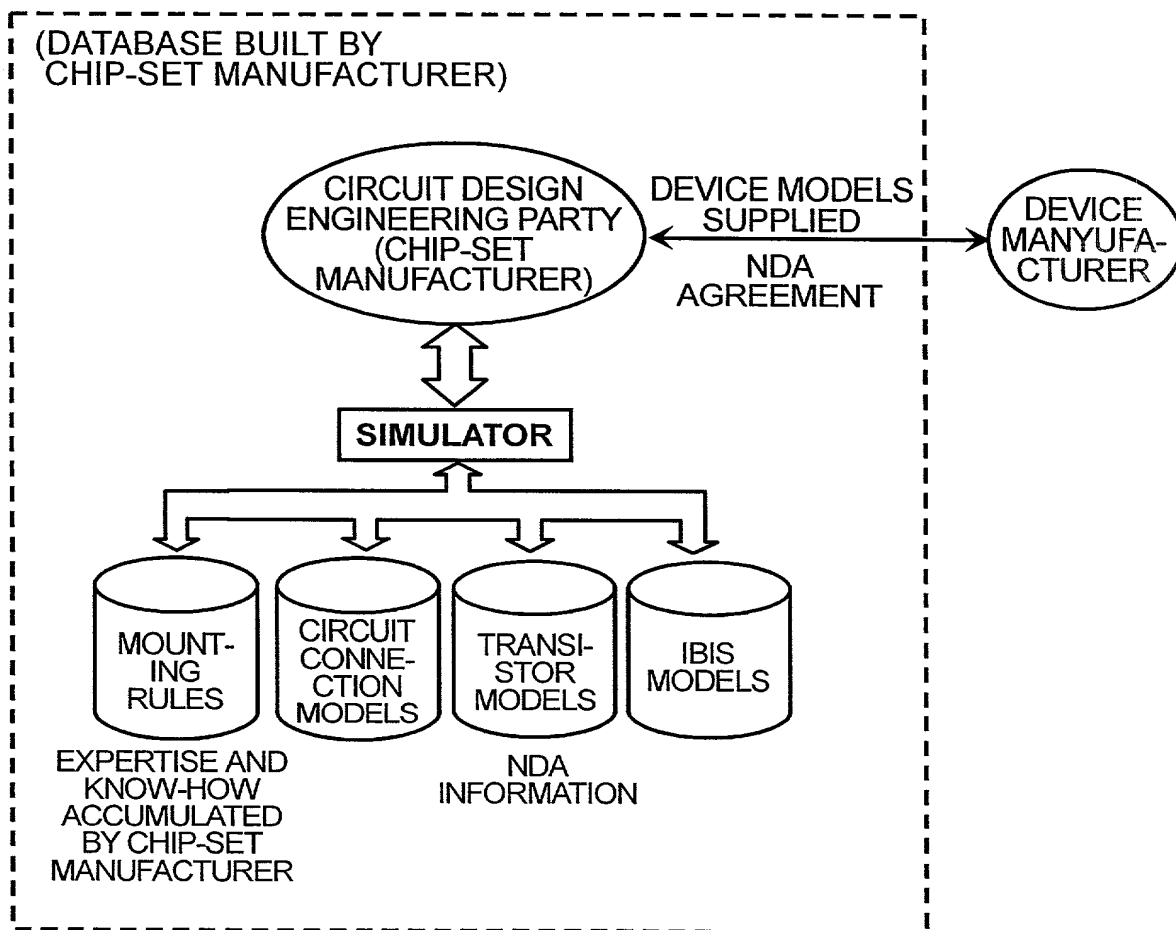 (DATABASE BUILT BY
CHIP-SET MANUFACTURER)
CIRCUIT DESIGN
ENGINEERING PARTY
(CHIP-SET
MANUFACTURER)
DEVICE MODELS
SUPPLIED
NDA
AGREEMENT
DEVICE
MANYUFA-
CTURER
SIMULATOR
MOUNT-
ING
RULES
CIRCUIT
CONNE-
CTION
MODELS
TRANSI-
STOR
MODELS
IBIS
MODELS
EXPERTISE AND
KNOW-HOW
ACCUMULATED
BY CHIP-SET
MANUFACTURER
NDA
INFORMATION